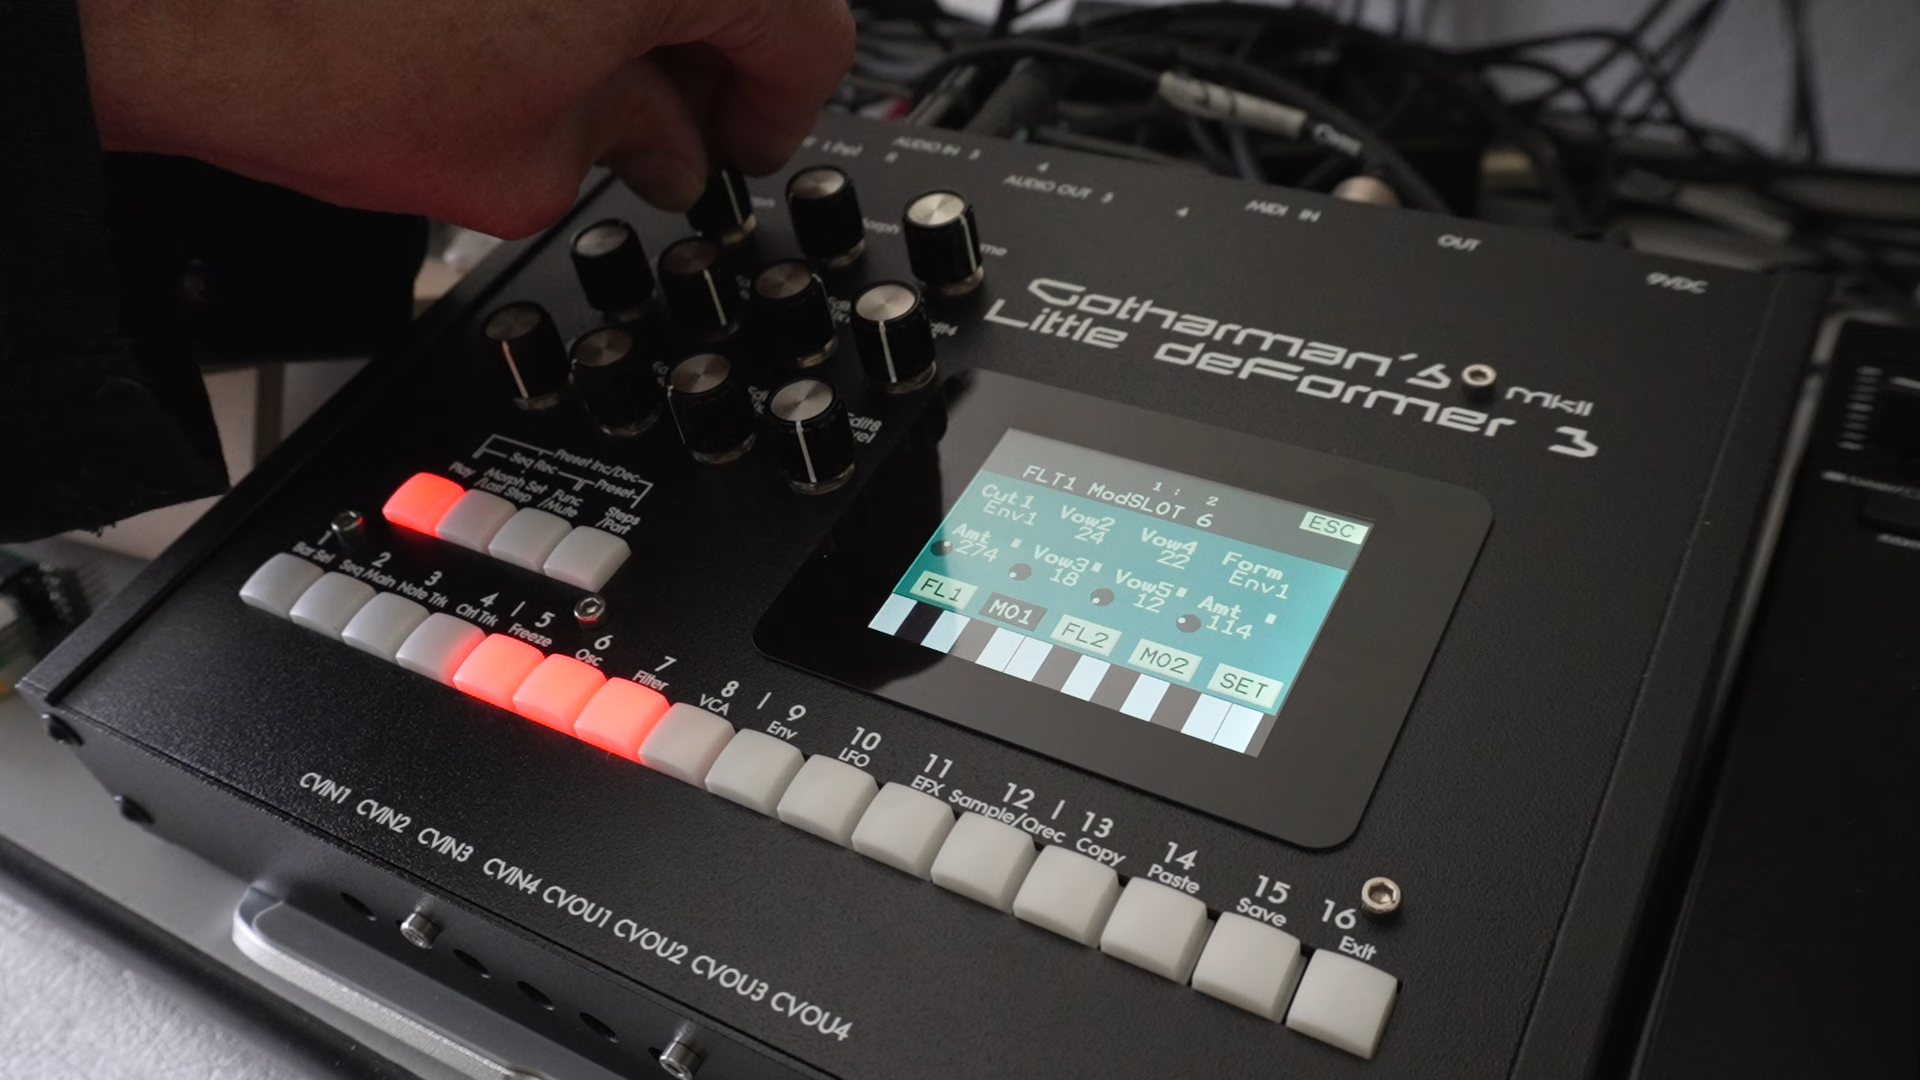 AUDIO IN 3 4
AUDIO OUT 3 4
MIDI IN
OUT
9VDC
Gotharman's
Little deFormer 3
mkII
Preset Inc/Dec
Seq Rec
Preset
Play
Morph Set
/Last Step
Func
/Mute
Steps
/Part
1 : 2
FLT1 ModSLOT 6
ESC
Cut1
Env1
Vow2
24
Vow4
22
Form
Env1
Amt
274
Vow3
18
Vow5
12
Amt
114
FL1 MO1 FL2 MO2 SET
1
Bar Sel
2
Seq Main
3
Note Trk
4 |
Ctrl Trk
5
Freeze
6
Osc
7
Filter
8 |
VCA
9
Env
10
LFO
11
EFX
12 |
Sample/Qrec
13
Copy
14
Paste
15
Save
16
Exit
CVIN1 CVIN2 CVIN3 CVIN4 CVOU1 CVOU2 CVOU3 CVOU4